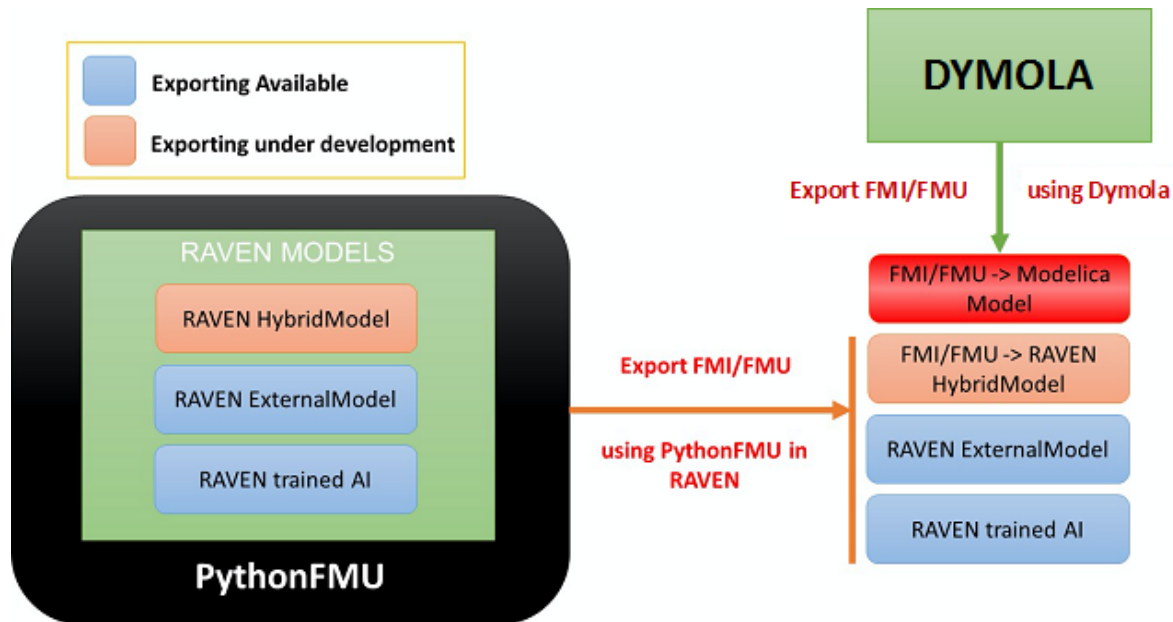 Exporting Available
Exporting under development
RAVEN MODELS
RAVEN HybridModel
RAVEN ExternalModel
RAVEN trained AI
PythonFMU
Export FMI/FMU
using PythonFMU in
RAVEN
DYMOLA
Export FMI/FMU using Dymola
FMI/FMU -> Modelica
Model
FMI/FMU -> RAVEN
HybridModel
RAVEN ExternalModel
RAVEN trained AI